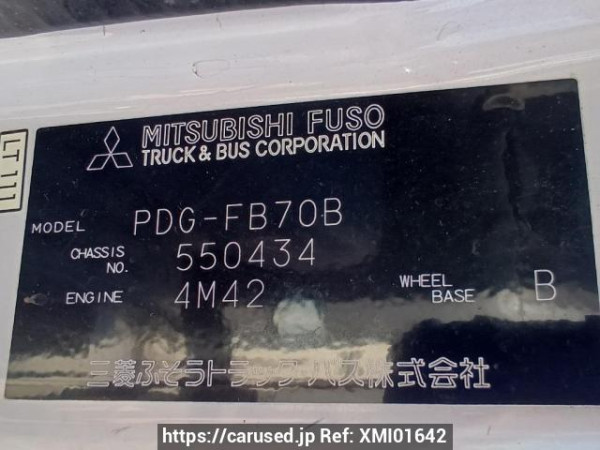 MITSUBISHI FUSO
TRUCK & BUS CORPORATION
LT111
MODEL PDG-FB70B
CHASSIS NO. 550434
ENGINE 4M42
WHEEL BASE B
三菱ふそうトラック・バス株式会社
https://carused.jp Ref: XMI01642